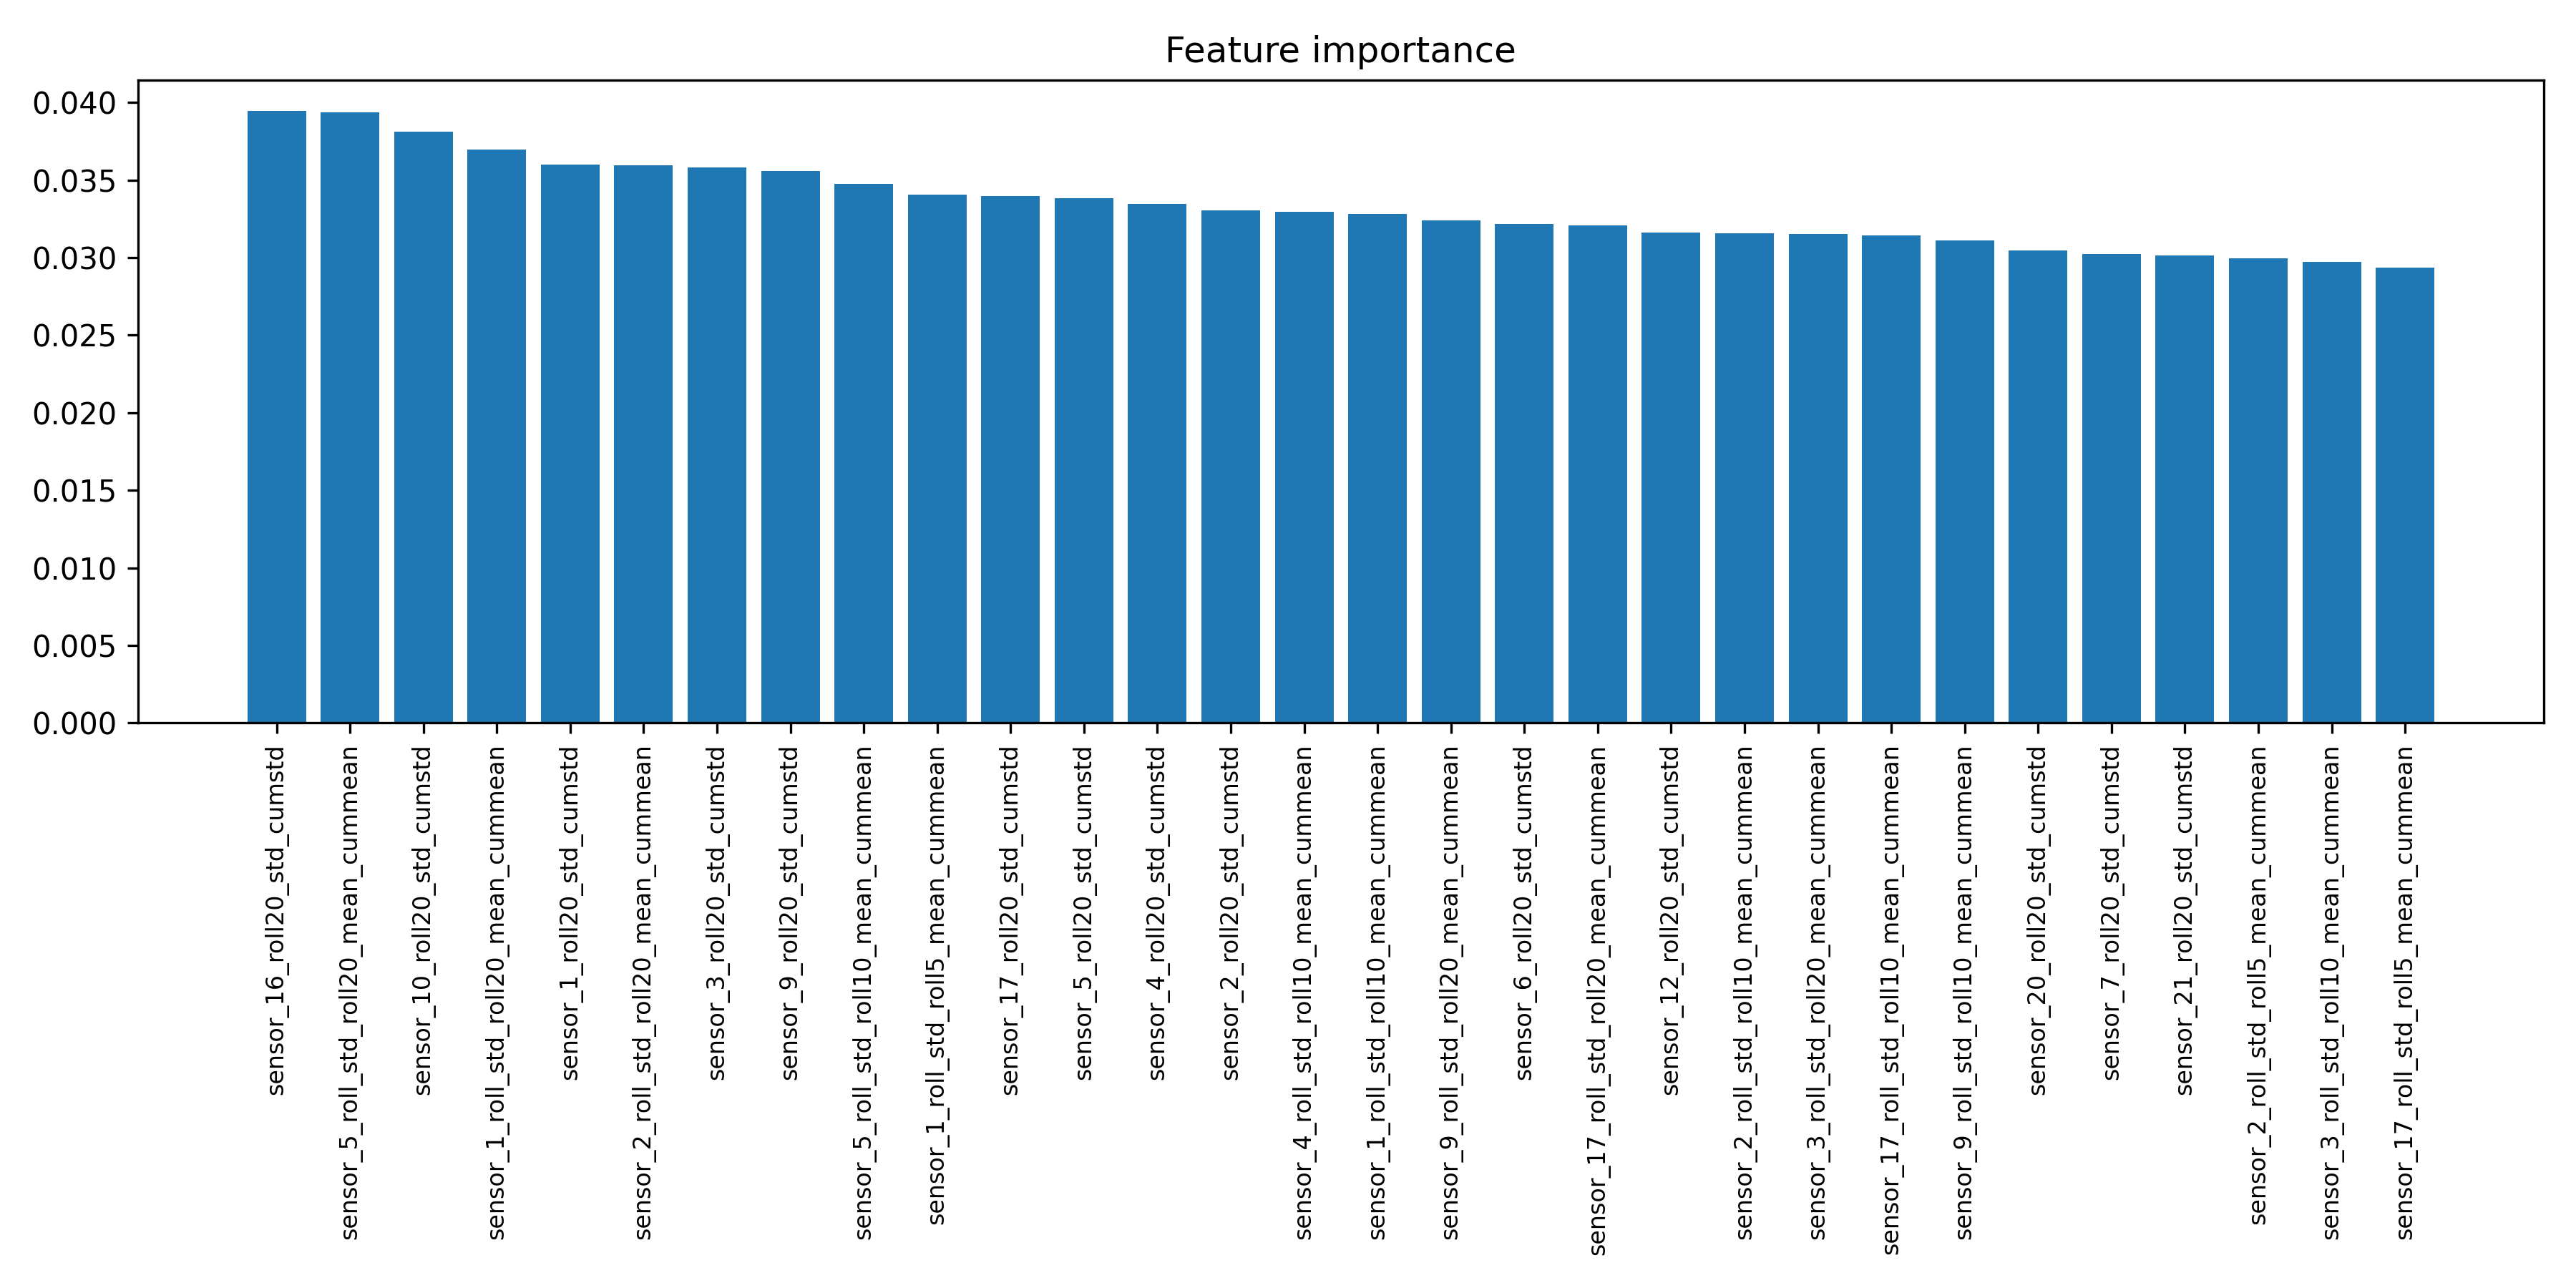 Feature importance
0.040
0.035
0.030
0.025
0.020
0.015
0.010
0.005
0.000
sensor_16_roll20_std_cumstd
sensor_5_roll_std_roll20_mean_cummean
sensor_10_roll20_std_cumstd
sensor_1_roll_std_roll20_mean_cummean
sensor_1_roll20_std_cumstd
sensor_2_roll_std_roll20_mean_cummean
sensor_3_roll20_std_cumstd
sensor_9_roll20_std_cumstd
sensor_5_roll_std_roll10_mean_cummean
sensor_1_roll_std_roll5_mean_cummean
sensor_17_roll20_std_cumstd
sensor_5_roll20_std_cumstd
sensor_4_roll20_std_cumstd
sensor_2_roll20_std_cumstd
sensor_4_roll_std_roll10_mean_cummean
sensor_1_roll_std_roll10_mean_cummean
sensor_9_roll_std_roll20_mean_cummean
sensor_6_roll20_std_cumstd
sensor_17_roll_std_roll20_mean_cummean
sensor_12_roll20_std_cumstd
sensor_2_roll_std_roll10_mean_cummean
sensor_3_roll_std_roll20_mean_cummean
sensor_17_roll_std_roll10_mean_cummean
sensor_9_roll_std_roll10_mean_cummean
sensor_20_roll20_std_cumstd
sensor_7_roll20_std_cumstd
sensor_21_roll20_std_cumstd
sensor_2_roll_std_roll5_mean_cummean
sensor_3_roll_std_roll10_mean_cummean
sensor_17_roll_std_roll5_mean_cummean